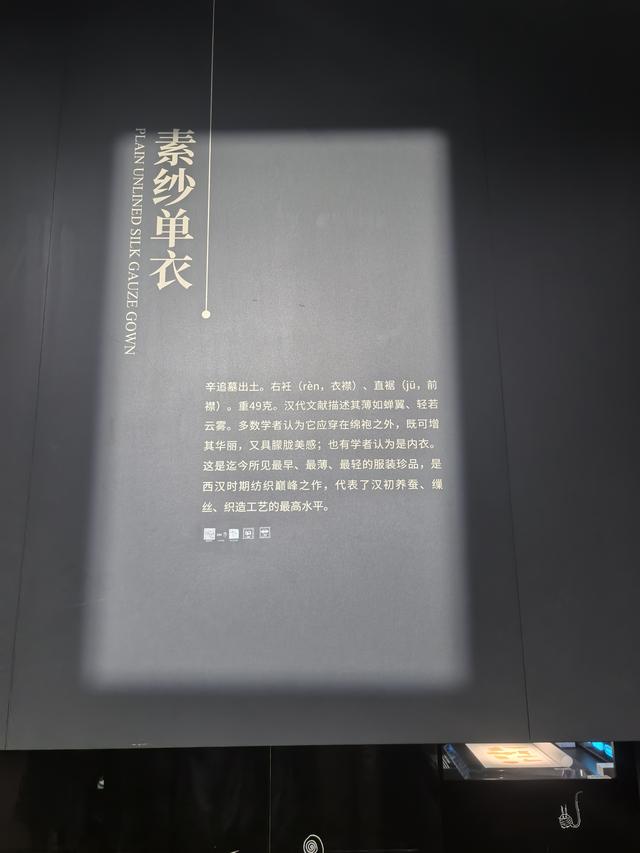 素纱单衣
PLAIN UNLINED SILK GAUZE GOWN
辛追墓出土。右衽（rèn，衣襟）、直裾（jū，前
襟）。重49克。汉代文献描述其薄如蝉翼、轻若
云雾。多数学者认为它应穿在绵袍之外，既可增
其华丽，又具朦胧美感；也有学者认为是内衣。
这是迄今所见最早、最薄、最轻的服装珍品，是
西汉时期纺织巅峰之作，代表了汉初养蚕、缫
丝、织造工艺的最高水平。